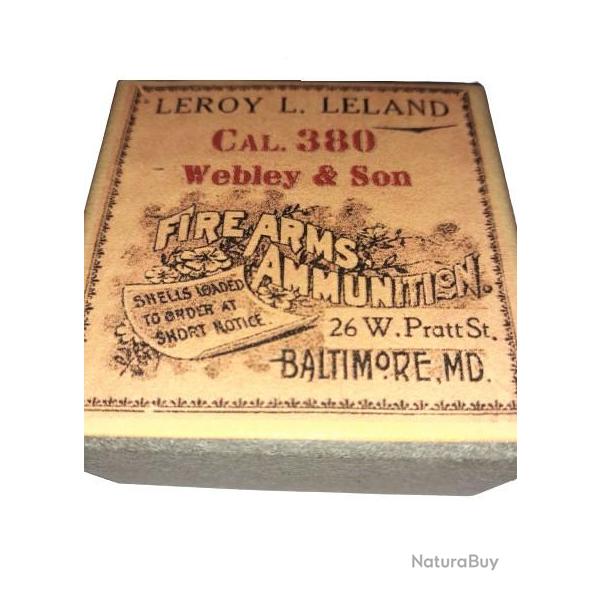 LEROY L. LELAND
CAL. 380
Webley & Son
FIRE ARMS
AMMUNITION.
SHELLS LOADED
TO ORDER AT
SHORT NOTICE
26 W. Pratt St.
BALTIMORE, MD.
NaturaBuy